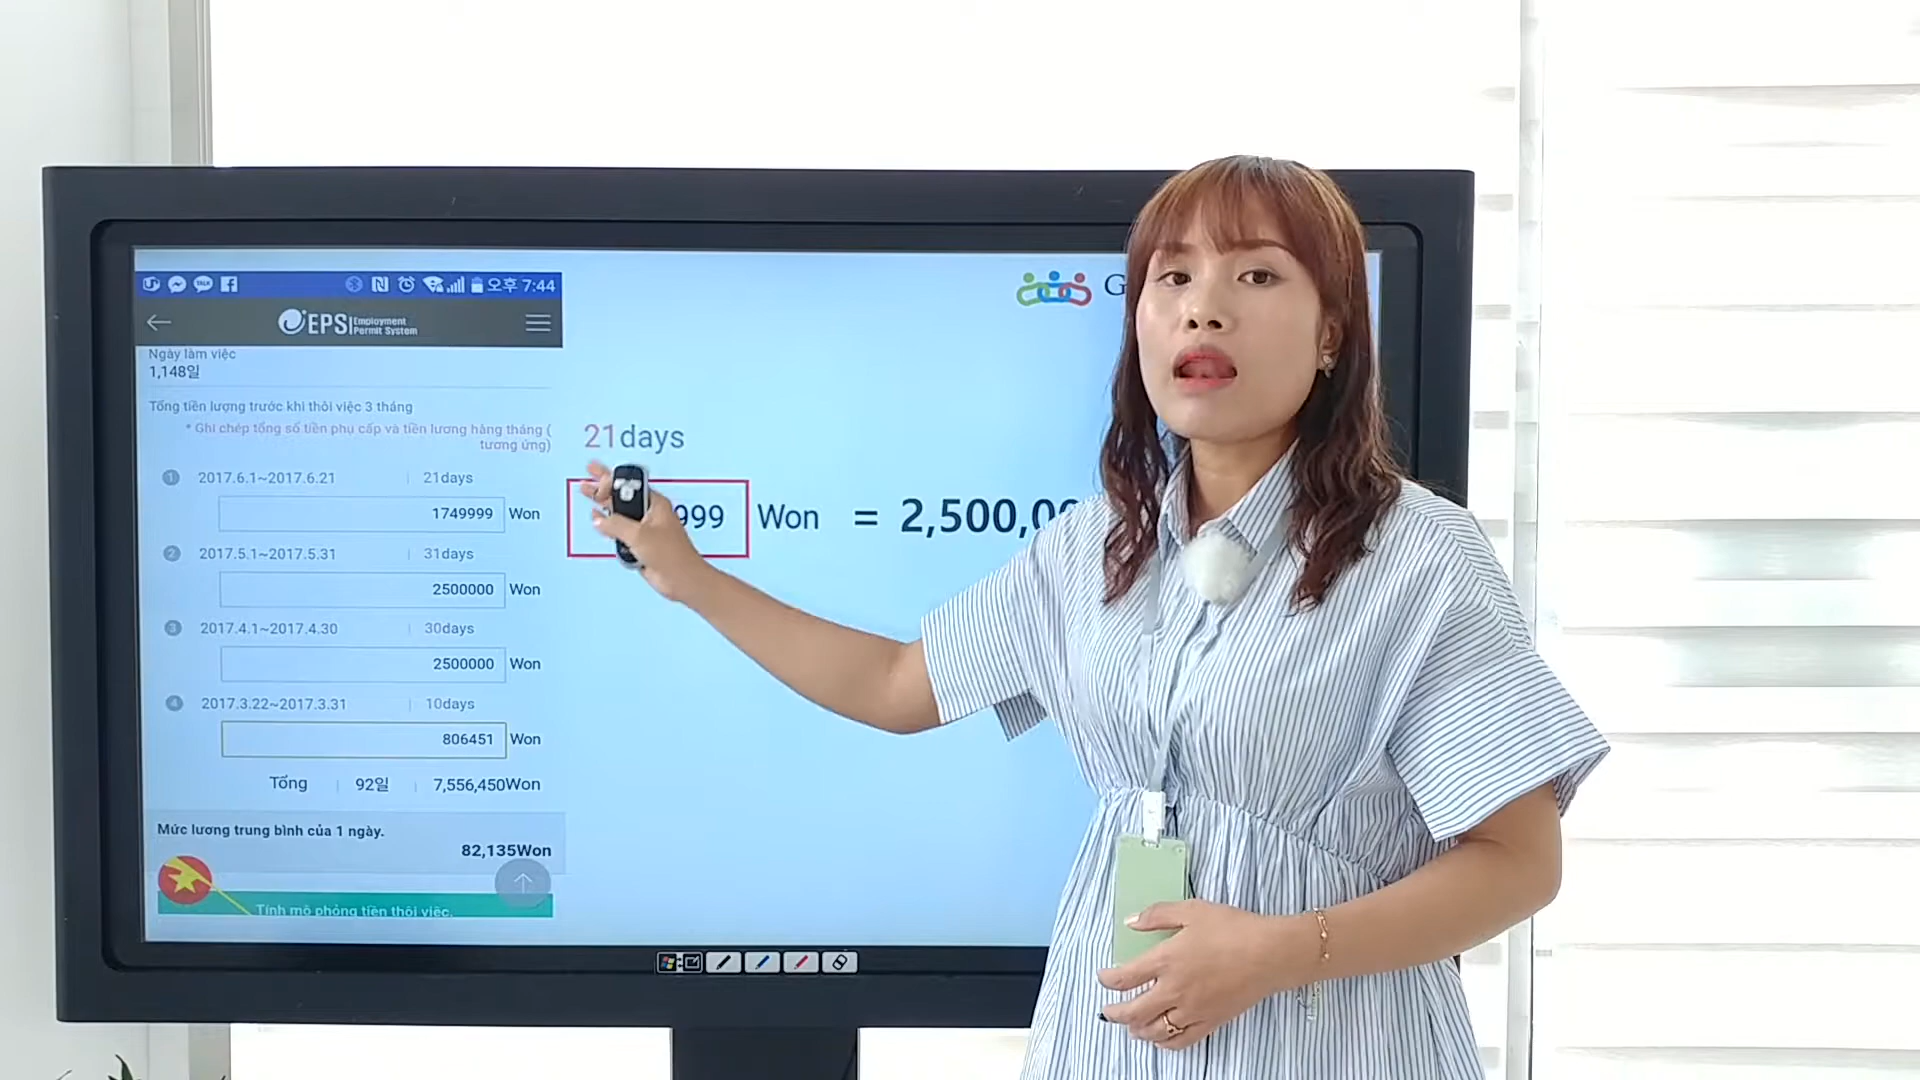 TALK
오후 7:44
EPS Employment
Permit System
Ngày làm việc
1,148일
Tổng tiền lượng trước khi thôi việc 3 tháng
* Ghi chép tổng số tiền phụ cấp và tiền lương hàng tháng (
tương ứng)
1 2017.6.1~2017.6.21 21days
1749999 Won
2 2017.5.1~2017.5.31 31days
2500000 Won
3 2017.4.1~2017.4.30 30days
2500000 Won
4 2017.3.22~2017.3.31 10days
806451 Won
Tổng 92일 7,556,450Won
Mức lương trung bình của 1 ngày.
82,135Won
Tính mô phỏng tiền thôi việc.
G
21days
999 Won = 2,500,00